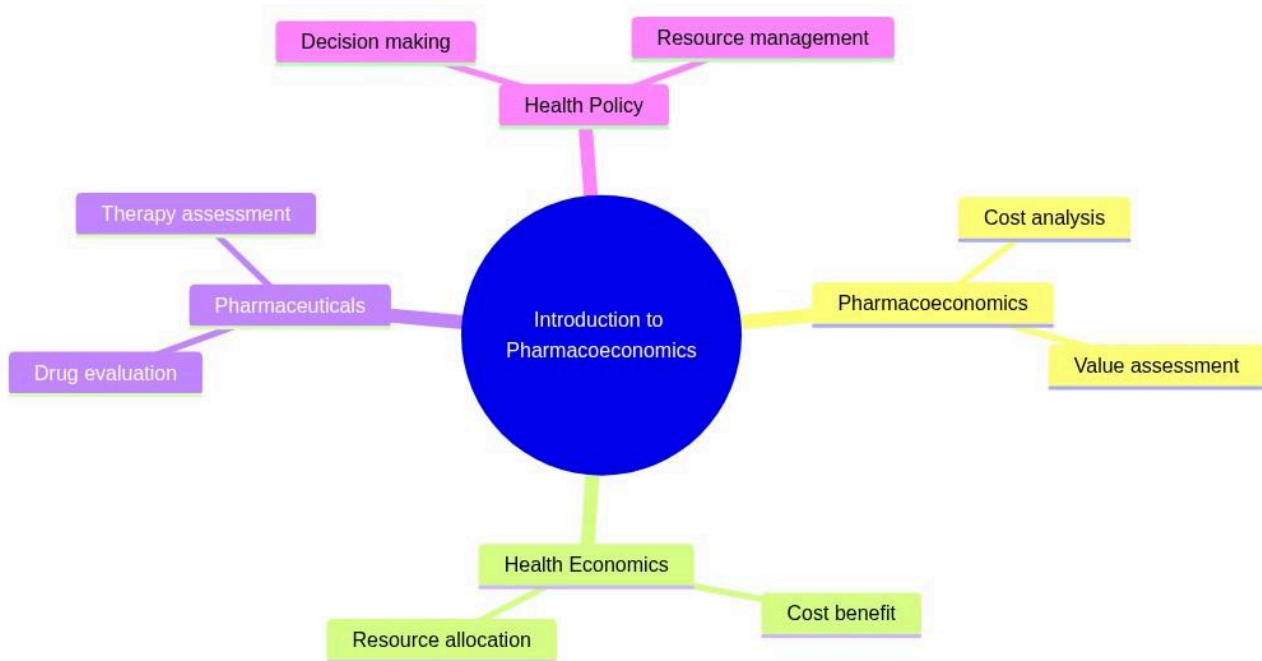 Decision making
Resource management
Health Policy
Therapy assessment
Cost analysis
Pharmaceuticals
Pharmacoeconomics
Introduction to
Pharmacoeconomics
Drug evaluation
Value assessment
Health Economics
Cost benefit
Resource allocation